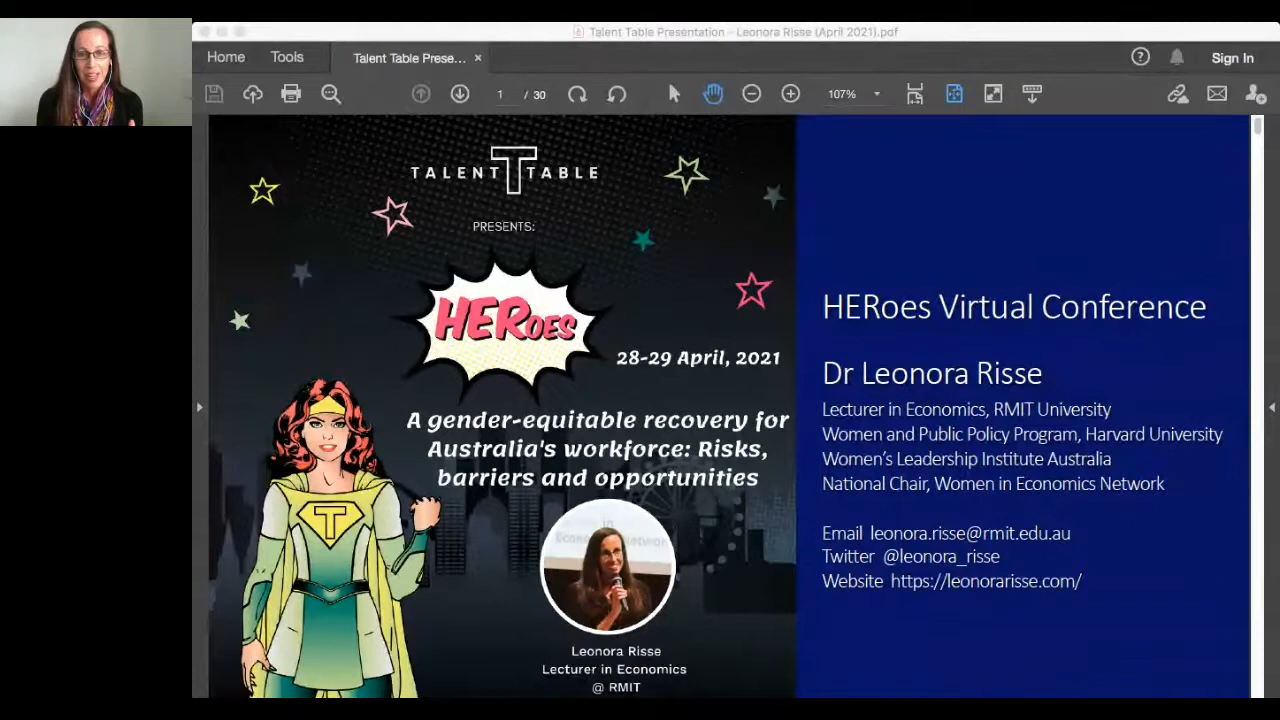 Talent Table Presentation - Leonora Risse (April 2021).pdf
Home Tools Talent Table Prese... × Sign In
1 / 30 107%
TALENT T TABLE
PRESENTS:
HERoes
28-29 April, 2021
A gender-equitable recovery for
Australia's workforce: Risks,
barriers and opportunities
T
Leonora Risse
Lecturer in Economics
@ RMIT
HERoes Virtual Conference
Dr Leonora Risse
Lecturer in Economics, RMIT University
Women and Public Policy Program, Harvard University
Women's Leadership Institute Australia
National Chair, Women in Economics Network
Email leonora.risse@rmit.edu.au
Twitter @leonora_risse
Website https://leonorarisse.com/